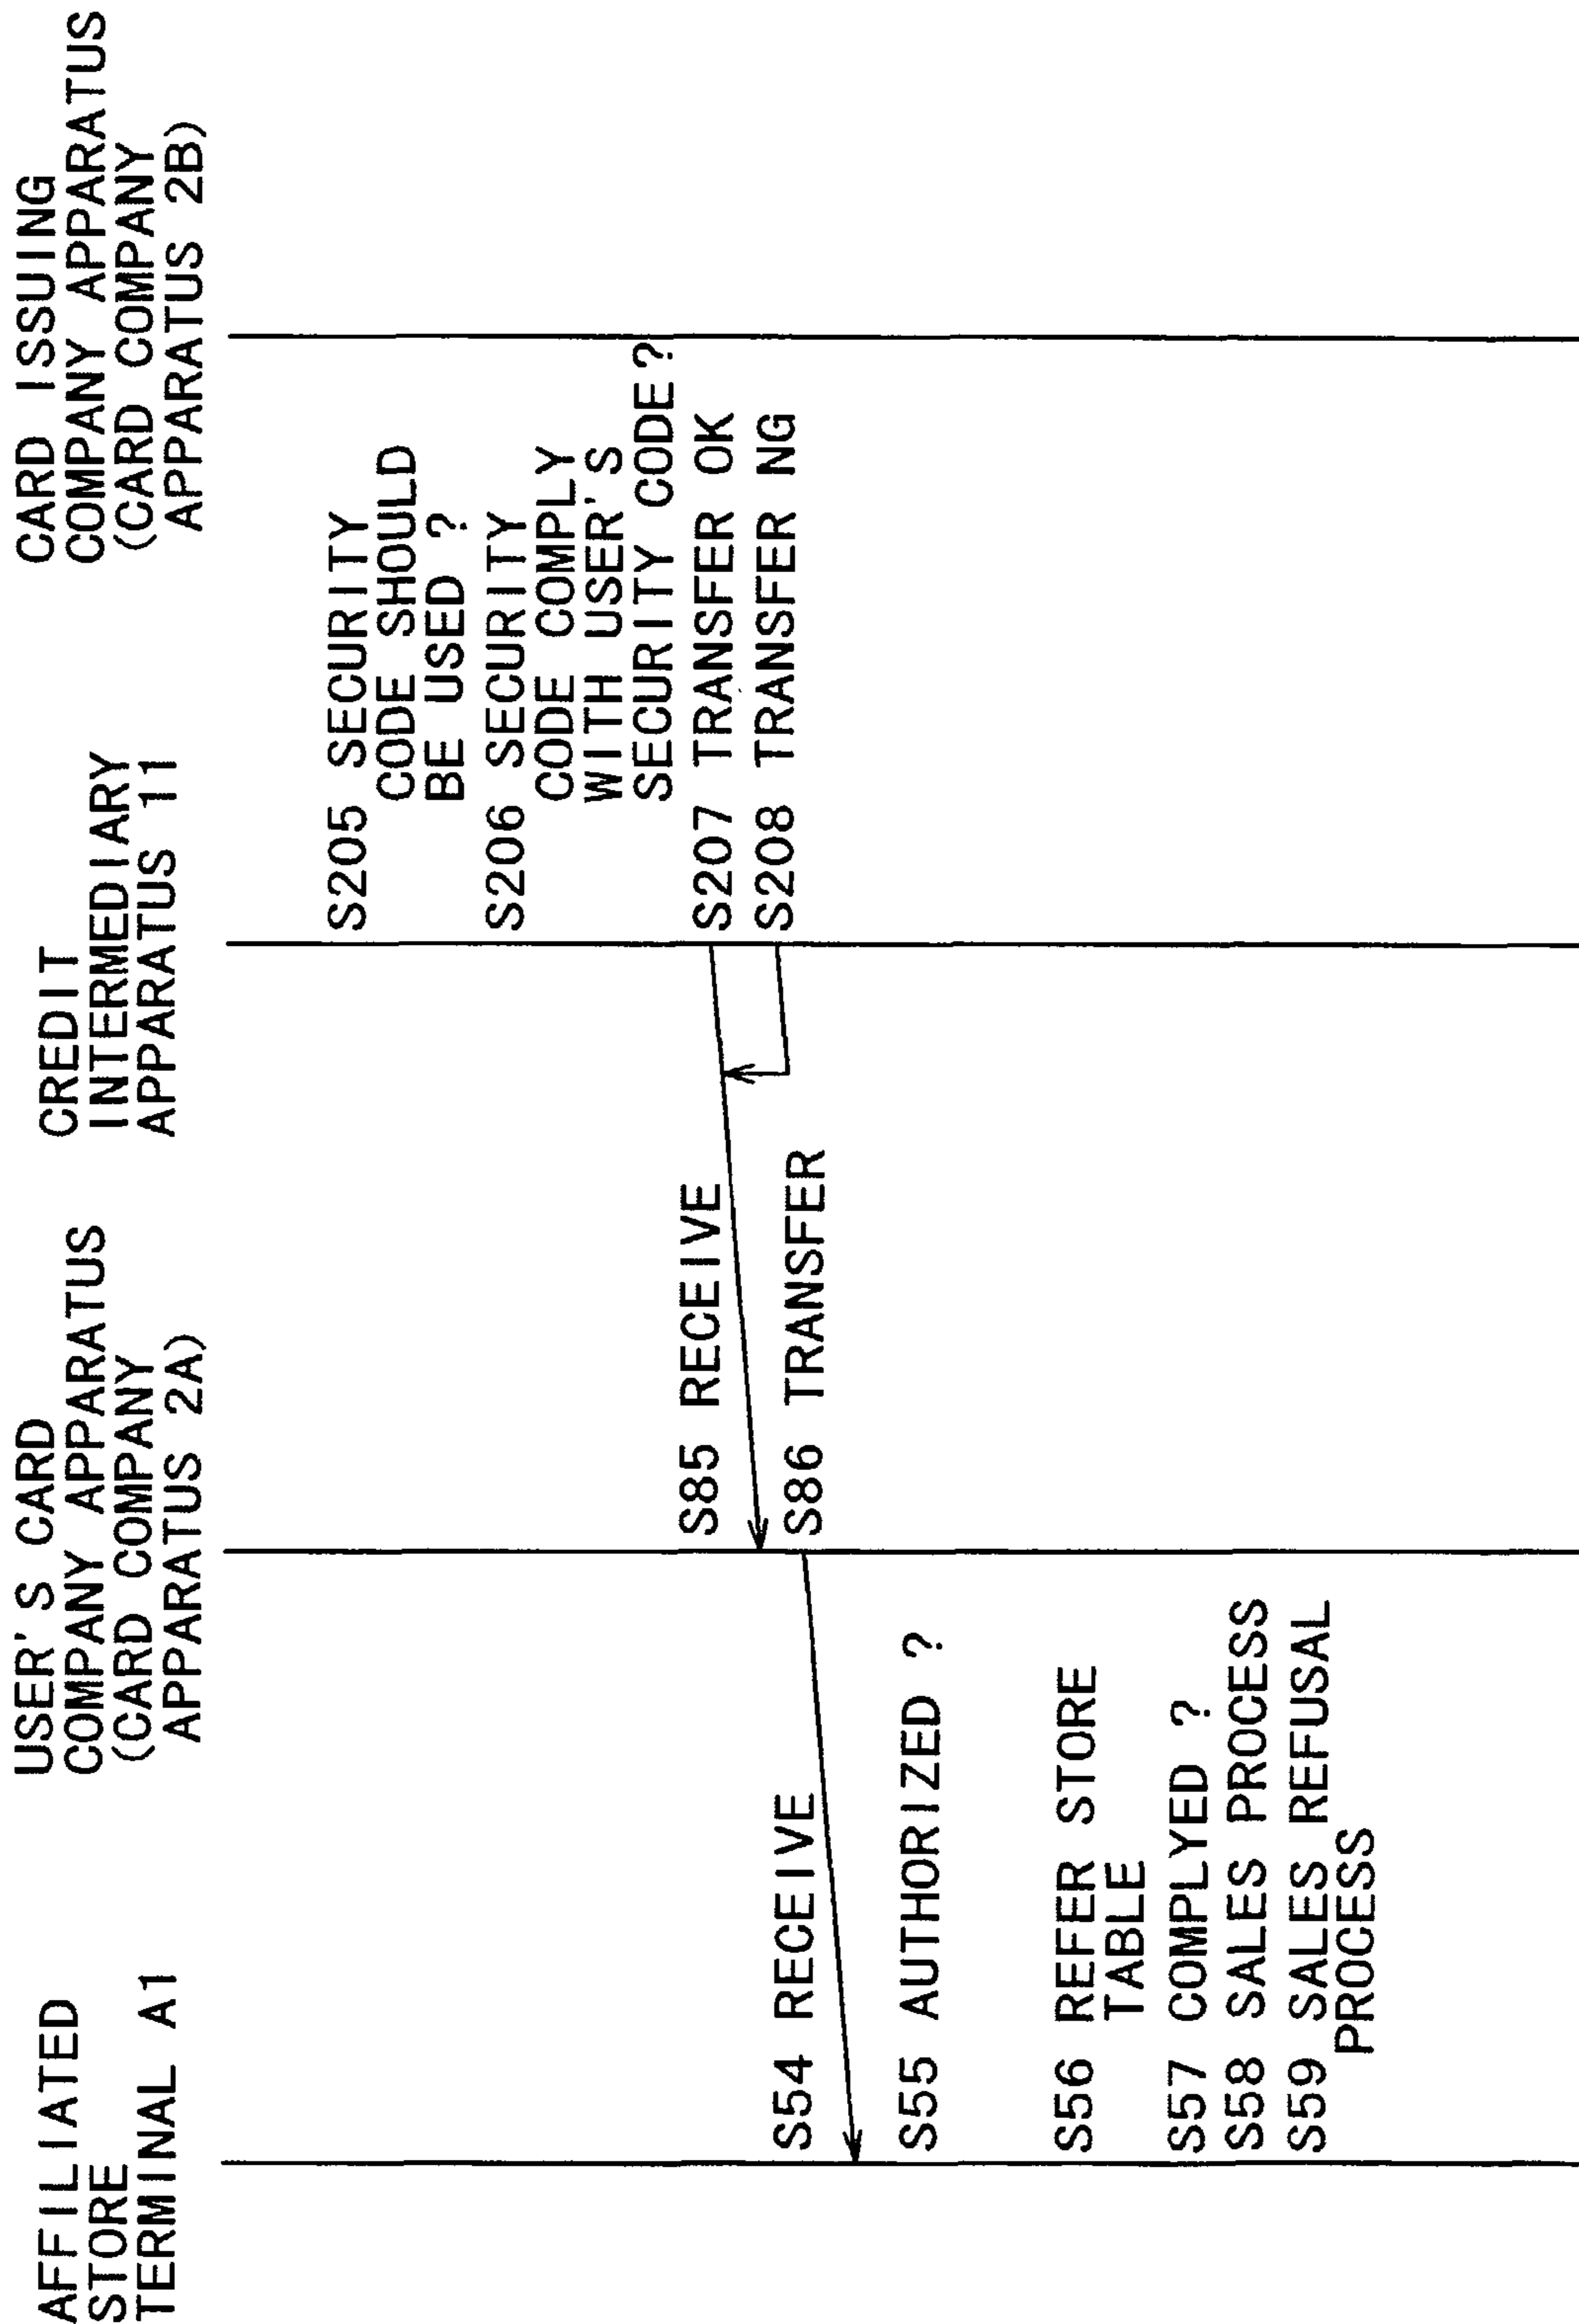 AFFILIATED
STORE
TERMINAL A1
USER'S CARD
COMPANY APPARATUS
(CARD COMPANY
APPARATUS 2A)
CREDIT
INTERMEDIARY
APPARATUS 11
CARD ISSUING
COMPANY APPARATUS
(CARD COMPANY
APPARATUS 2B)
S205 SECURITY
CODE SHOULD
BE USED ?
S206 SECURITY
CODE COMPLY
WITH USER'S
SECURITY CODE?
S207 TRANSFER OK
S208 TRANSFER NG
S85 RECEIVE
S86 TRANSFER
S54 RECEIVE
S55 AUTHORIZED ?
S56 REFER STORE
TABLE
S57 COMPLYED ?
S58 SALES PROCESS
S59 SALES REFUSAL
PROCESS